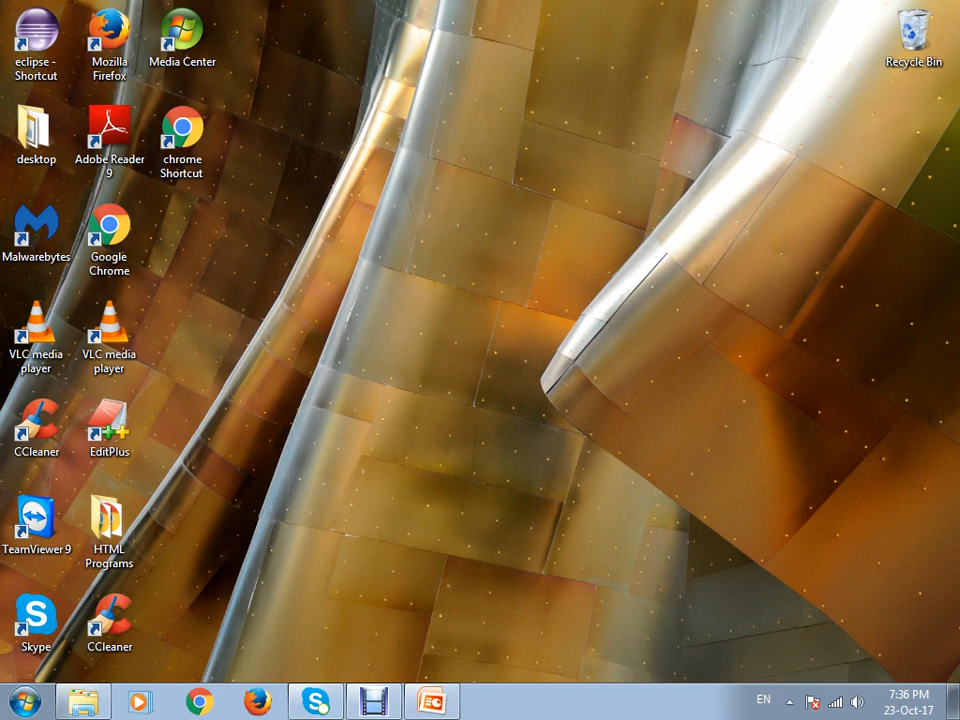 eclipse -
Shortcut
Mozilla
Firefox
Media Center
Recycle Bin
desktop
Adobe Reader
9
chrome
Shortcut
Malwarebytes
Google
Chrome
VLC media
player
VLC media
player
CCleaner
EditPlus
TeamViewer 9
HTML
Programs
Skype
CCleaner
EN
7:36 PM
23-Oct-17